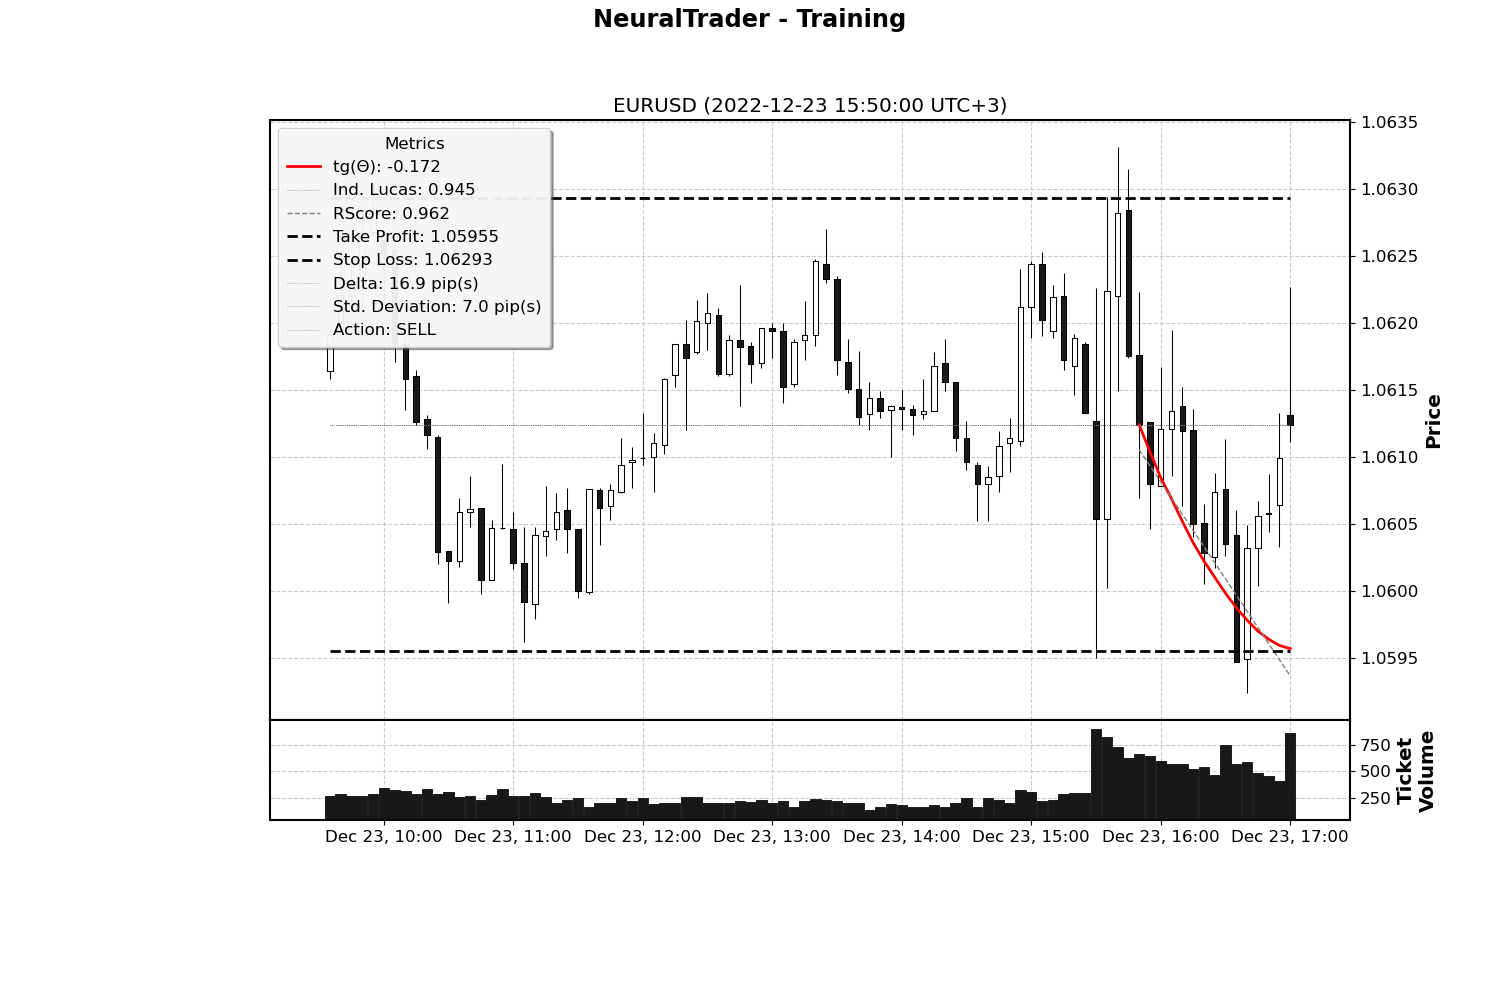 NeuralTrader - Training
EURUSD (2022-12-23 15:50:00 UTC+3)
Metrics
tg(Θ): -0.172
Ind. Lucas: 0.945
RScore: 0.962
Take Profit: 1.05955
Stop Loss: 1.06293
Delta: 16.9 pip(s)
Std. Deviation: 7.0 pip(s)
Action: SELL
1.0635
1.0630
1.0625
1.0620
1.0615
1.0610
1.0605
1.0600
1.0595
Price
750
500
250
Ticket
Volume
Dec 23, 10:00 Dec 23, 11:00 Dec 23, 12:00 Dec 23, 13:00 Dec 23, 14:00 Dec 23, 15:00 Dec 23, 16:00 Dec 23, 17:00